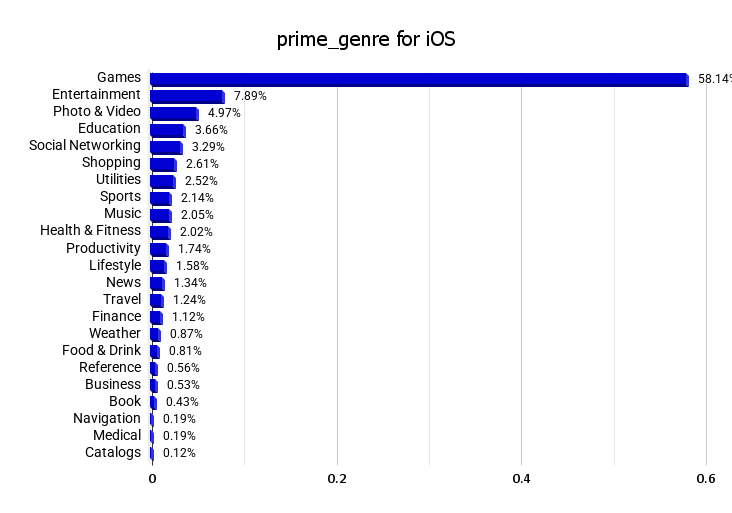 prime_genre for iOS
Games 58.14%
Entertainment 7.89%
Photo & Video 4.97%
Education 3.66%
Social Networking 3.29%
Shopping 2.61%
Utilities 2.52%
Sports 2.14%
Music 2.05%
Health & Fitness 2.02%
Productivity 1.74%
Lifestyle 1.58%
News 1.34%
Travel 1.24%
Finance 1.12%
Weather 0.87%
Food & Drink 0.81%
Reference 0.56%
Business 0.53%
Book 0.43%
Navigation 0.19%
Medical 0.19%
Catalogs 0.12%
0 0.2 0.4 0.6